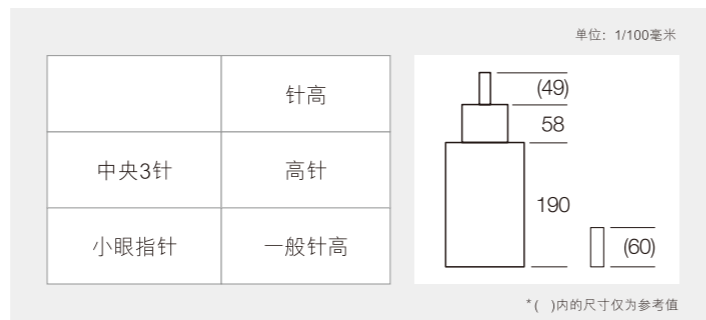 单位：1/100毫米
针高
中央3针 高针
小眼指针 一般针高
(49)
58
190
(60)
*( )内的尺寸仅为参考值